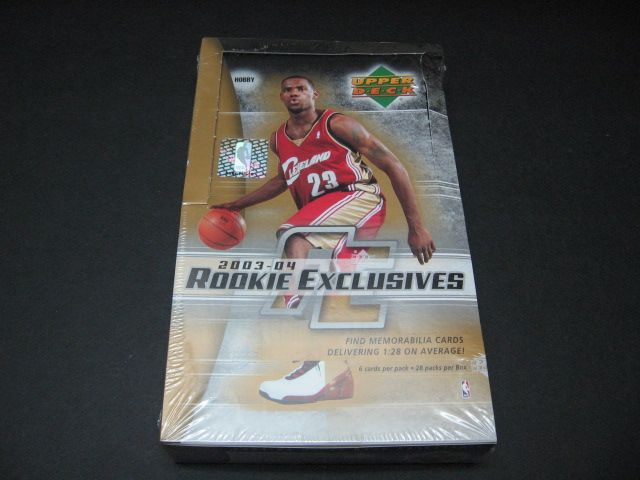 HOBBY
UPPER
DECK
CLEVELAND
23
2003-04
ROOKIE EXCLUSIVES
FIND MEMORABILIA CARDS
DELIVERING 1:28 ON AVERAGE!
6 cards per pack • 28 packs per Box